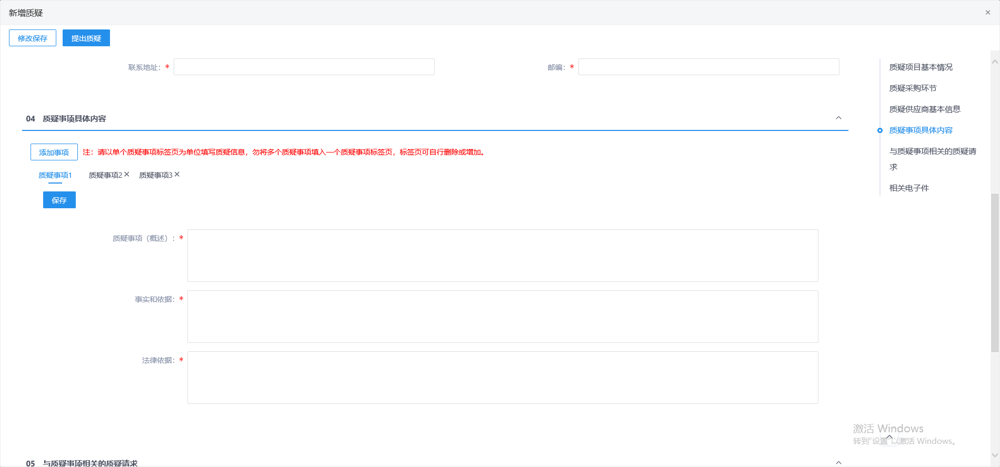 新增质疑
修改保存 提出质疑
联系地址：* 邮编：*
质疑项目基本情况
质疑采购环节
质疑供应商基本信息
04 质疑事项具体内容
质疑事项具体内容
添加事项 注：请以单个质疑事项标签页为单位填写质疑信息，勿将多个质疑事项填入一个质疑事项标签页，标签页可自行删除或增加。
与质疑事项相关的质疑请
求
质疑事项1 质疑事项2 质疑事项3
相关电子件
保存
质疑事项（概述）：*
事实和依据：*
法律依据：*
激活 Windows
转到“设置”以激活 Windows。
05 与质疑事项相关的质疑请求